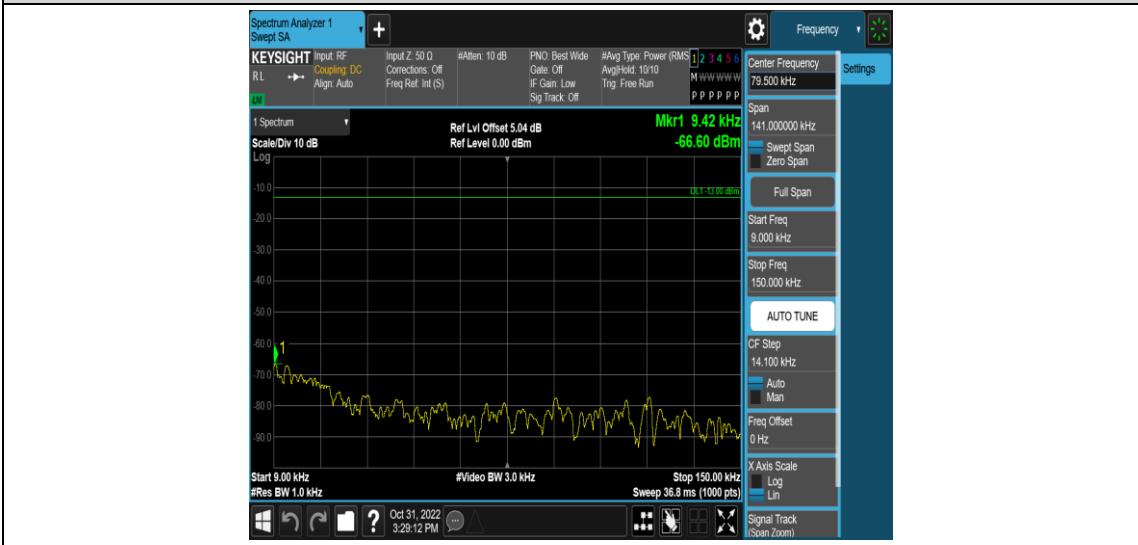 Spectrum Analyzer 1
Swept SA
+
Frequency
KEYSIGHT
RL
Input: RF
Coupling: DC
Align: Auto
Input Z: 50 Ω
Corrections: Off
Freq Ref: Int (S)
#Atten: 10 dB
PNO: Best Wide
Gate: Off
IF Gain: Low
Sig Track: Off
#Avg Type: Power (RMS
Avg|Hold: 10/10
Trig: Free Run
1 2 3 4 5 6
M W W W W W
P P P P P P
1 Spectrum
Scale/Div 10 dB
Log
Ref Lvl Offset 5.04 dB
Ref Level 0.00 dBm
Mkr1 9.42 kHz
-66.60 dBm
DL1 -13.00 dBm
-10.0
-20.0
-30.0
-40.0
-50.0
-60.0
1
-70.0
-80.0
-90.0
Start 9.00 kHz
#Res BW 1.0 kHz
#Video BW 3.0 kHz
Stop 150.00 kHz
Sweep 36.8 ms (1000 pts)
?
Oct 31, 2022
3:29:12 PM
Center Frequency
79.500 kHz
Settings
Span
141.000000 kHz
Swept Span
Zero Span
Full Span
Start Freq
9.000 kHz
Stop Freq
150.000 kHz
AUTO TUNE
CF Step
14.100 kHz
Auto
Man
Freq Offset
0 Hz
X Axis Scale
Log
Lin
Signal Track
(Span Zoom)